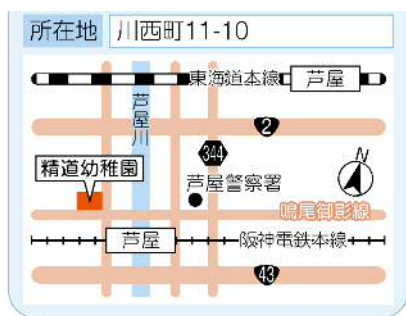 所在地 川西町11-10
東海道本線 芦屋
芦屋川
2
344
N
精道幼稚園
芦屋警察署
鳴尾御影線
芦屋 阪神電鉄本線
43